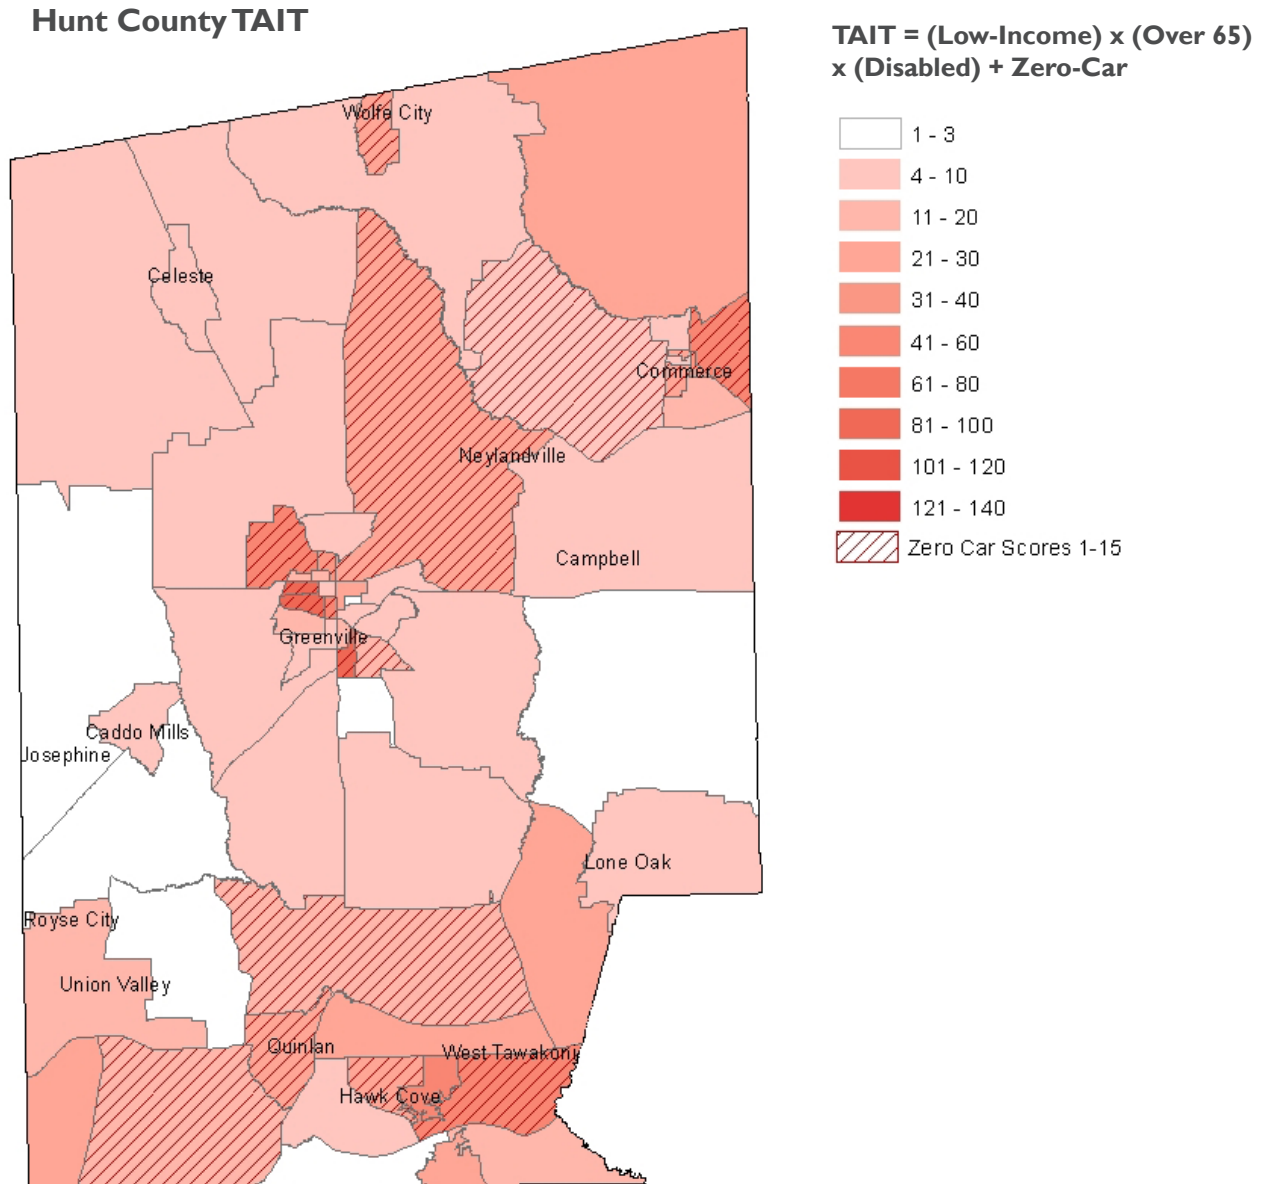 Hunt County TAIT
TAIT = (Low-Income) x (Over 65)
x (Disabled) + Zero-Car
1 - 3
4 - 10
11 - 20
21 - 30
31 - 40
41 - 60
61 - 80
81 - 100
101 - 120
121 - 140
Zero Car Scores 1-15
Wolfe City
Celeste
Commerce
Neylandville
Campbell
Greenville
Caddo Mills
Josephine
Lone Oak
Royse City
Union Valley
Quinlan
West Tawakoni
Hawk Cove